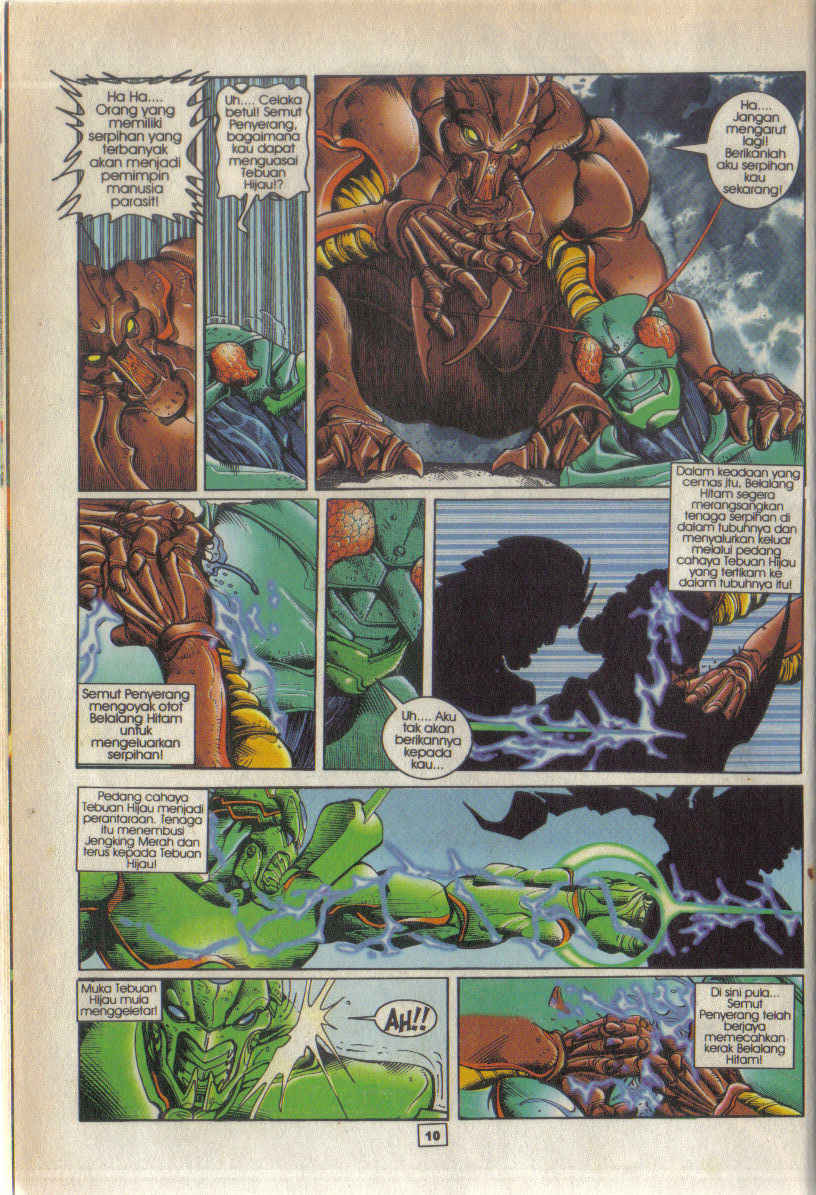 Ha Ha....
Orang yang
memiliki
serpihan yang
terbanyak
akan menjadi
pemimpin
manusia
parasit!
Uh.... Celaka
betul! Semut
Penyerang,
bagaimana
kau dapat
menguasai
Tebuan
Hijau!?
Ha....
Jangan
mengarut
lagi!
Berikanlah
aku serpihan
kau
sekarang!
Dalam keadaan yang
cemas itu, Belalang
Hitam segera
merangsangkan
tenaga serpihan di
dalam tubuhnya dan
menyalurkan keluar
melalui pedang
cahaya Tebuan Hijau
yang tertikam ke
dalam tubuhnya itu!
Semut Penyerang
mengoyak otot
Belalang Hitam
untuk
mengeluarkan
serpihan!
Uh.... Aku
tak akan
berikannya
kepada
kau...
Pedang cahaya
Tebuan Hijau menjadi
perantaraan. Tenaga
itu menembusi
Jengking Merah dan
terus kepada Tebuan
Hijau!
Muka Tebuan
Hijau mula
menggeletar!
AH!!
Di sini pula...
Semut
Penyerang telah
berjaya
memecahkan
kerak Belalang
Hitam!
10